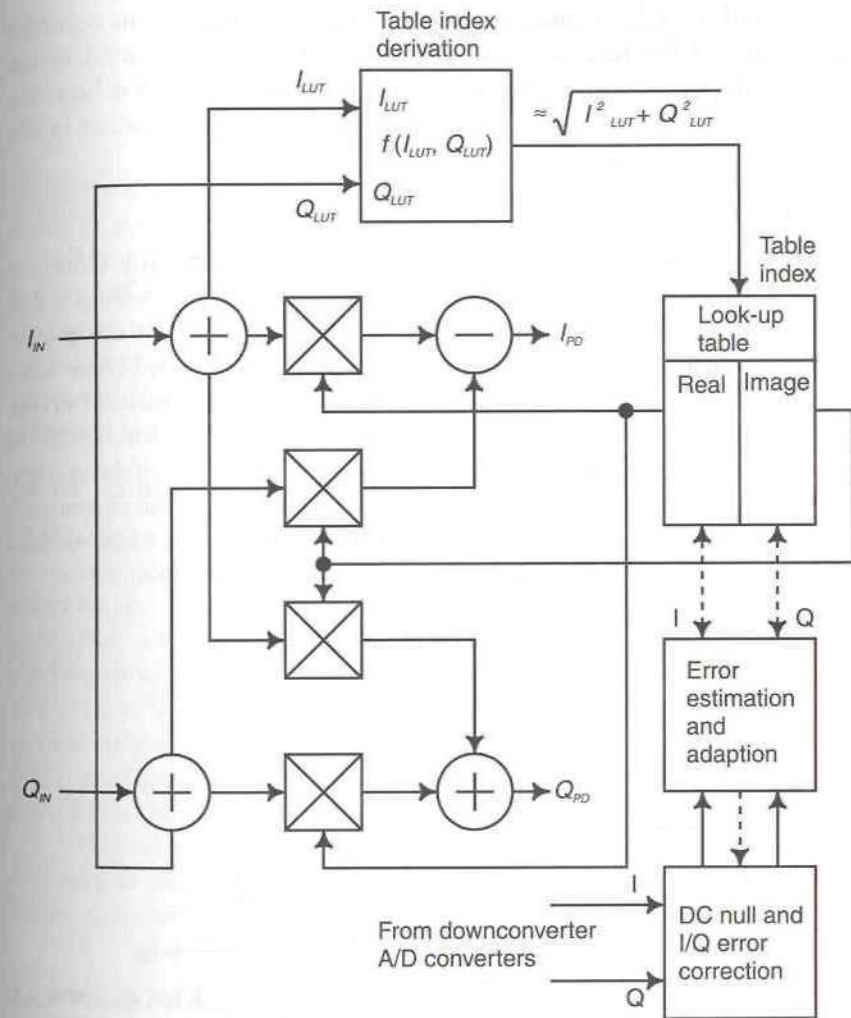 Table index
derivation
I_LUT
I_LUT
f(I_LUT, Q_LUT)
Q_LUT
Q_LUT
≈ √ I²_LUT + Q²_LUT
Table
index
Look-up
table
Real
Image
I_IN
+
−
I_PD
I
Q
Error
estimation
and
adaption
Q_IN
+
+
Q_PD
From downconverter
A/D converters
I
Q
DC null and
I/Q error
correction